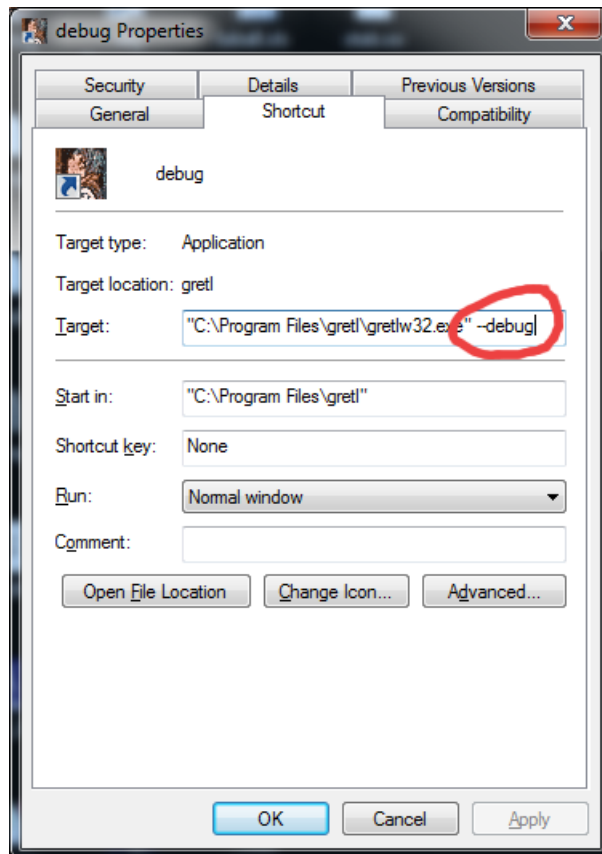 debug Properties
Security Details Previous Versions
General Shortcut Compatibility
debug
Target type: Application
Target location: gretl
Target: "C:\Program Files\gretl\gretlw32.exe" --debug
Start in: "C:\Program Files\gretl"
Shortcut key: None
Run: Normal window
Comment:
Open File Location Change Icon... Advanced...
OK Cancel Apply